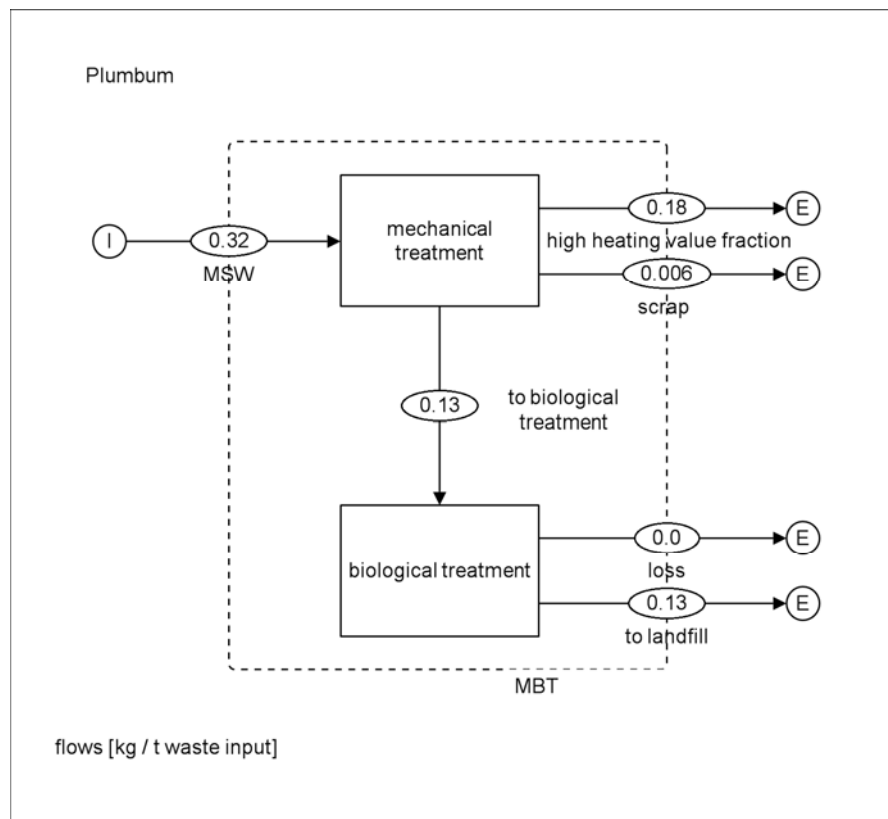 Plumbum
I
0.32
MSW
mechanical
treatment
0.18
E
high heating value fraction
0.006
E
scrap
0.13
to biological
treatment
biological treatment
0.0
E
loss
0.13
E
to landfill
MBT
flows [kg / t waste input]